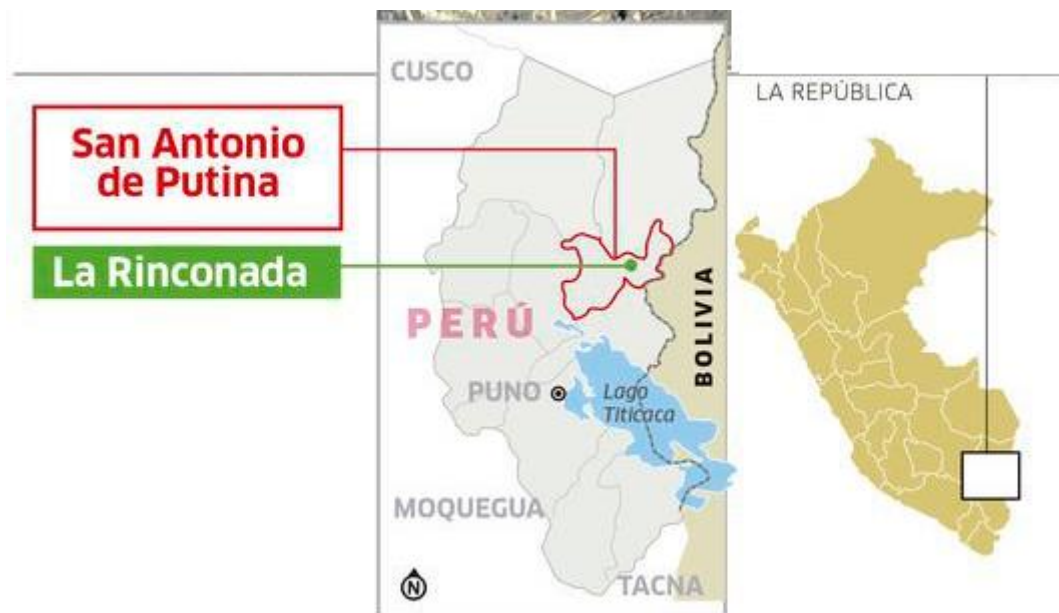 CUSCO
LA REPÚBLICA
San Antonio
de Putina
La Rinconada
PERÚ
BOLIVIA
PUNO
Lago
Titicaca
MOQUEGUA
N
TACNA